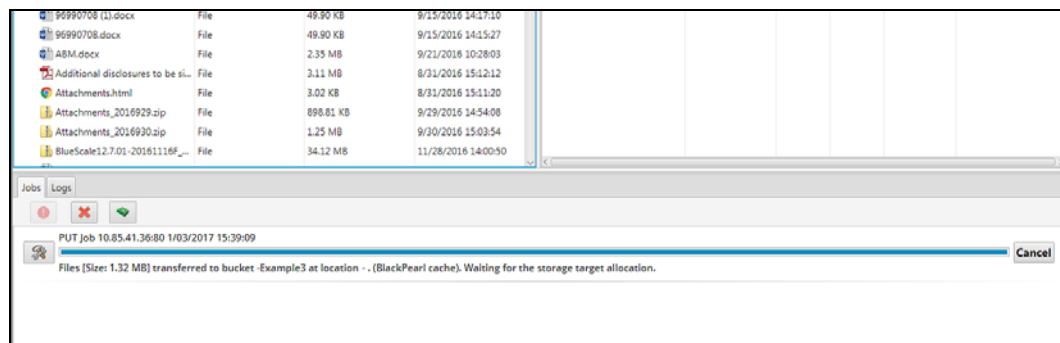 96990708 (1).docx File 49.90 KB 9/15/2016 14:17:10
96990708.docx File 49.90 KB 9/15/2016 14:15:27
ABM.docx File 2.35 MB 9/21/2016 10:28:03
Additional disclosures to be si... File 3.11 MB 8/31/2016 15:12:12
Attachments.html File 3.02 KB 8/31/2016 15:11:20
Attachments_2016929.zip File 898.81 KB 9/29/2016 14:54:08
Attachments_2016930.zip File 1.25 MB 9/30/2016 15:03:54
BlueScale12.7.01-20161116F_... File 34.12 MB 11/28/2016 14:00:50
Jobs Logs
PUT Job 10.85.41.36:80 1/03/2017 15:39:09
Cancel
Files [Size: 1.32 MB] transferred to bucket -Example3 at location - . (BlackPearl cache). Waiting for the storage target allocation.